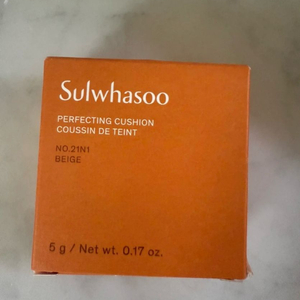 Sulwhasoo
PERFECTING CUSHION
COUSSIN DE TEINT
NO.21N1
BEIGE
5 g / Net wt. 0.17 oz.